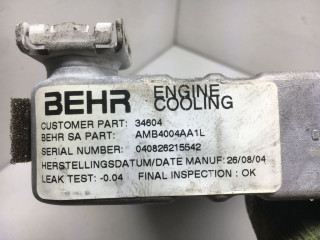 BEHR ENGINE
COOLING
CUSTOMER PART: 34604
BEHR SA PART: AMB4004AA1L
SERIAL NUMBER: 040826215542
HERSTELLINGSDATUM/DATE MANUF: 26/08/04
LEAK TEST: -0.04 FINAL INSPECTION : OK